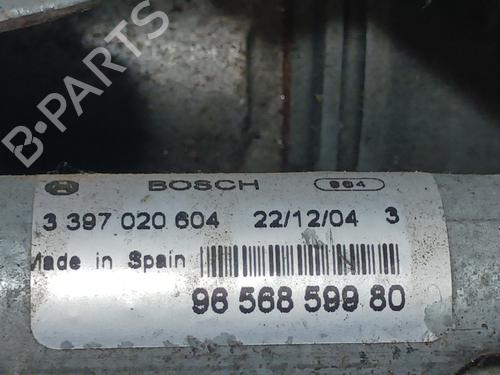 B-PARTS
BOSCH 964
3 397 020 604 22/12/04 3
Made in Spain
96 568 599 80